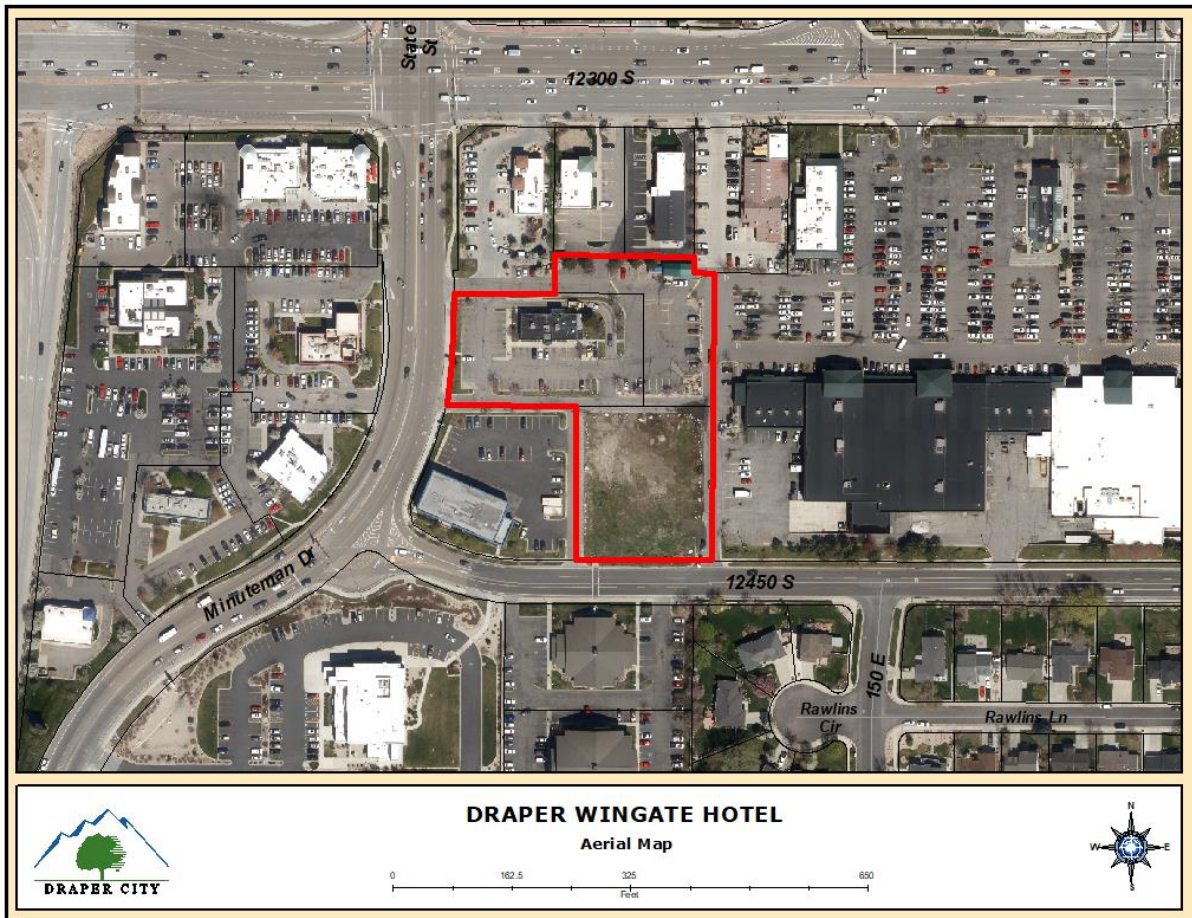 State
St
12300 S
Minuteman Dr
12450 S
150 E
Rawlins
Cir
Rawlins Ln
DRAPER CITY
DRAPER WINGATE HOTEL
Aerial Map
0 162.5 325 650
Feet
N
W E
S